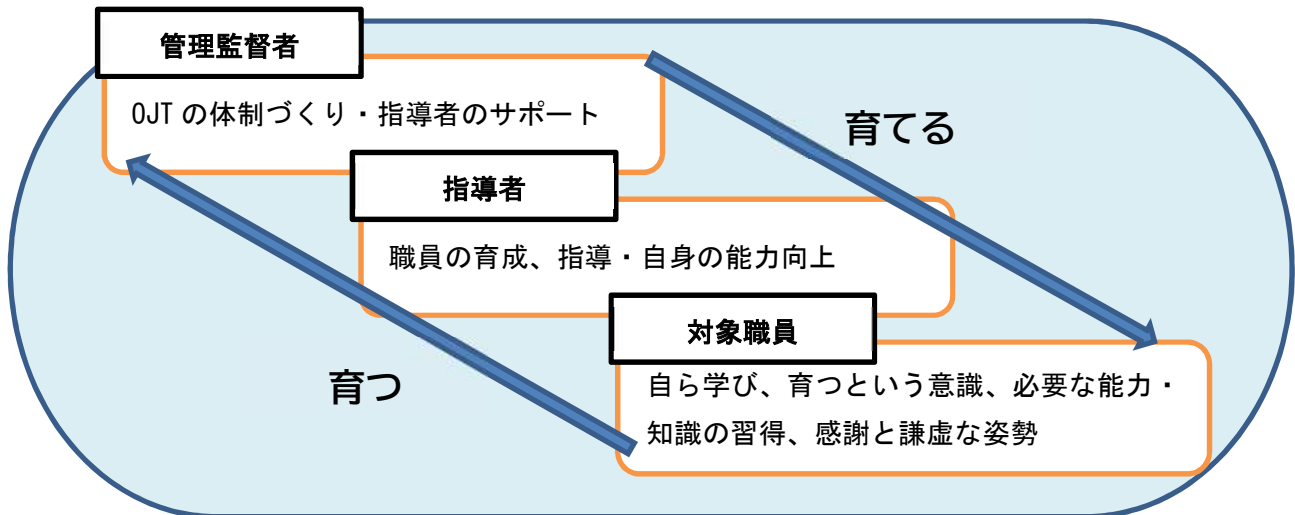 管理監督者
OJT の体制づくり・指導者のサポート
育てる
指導者
職員の育成、指導・自身の能力向上
対象職員
育つ
自ら学び、育つという意識、必要な能力・
知識の習得、感謝と謙虚な姿勢